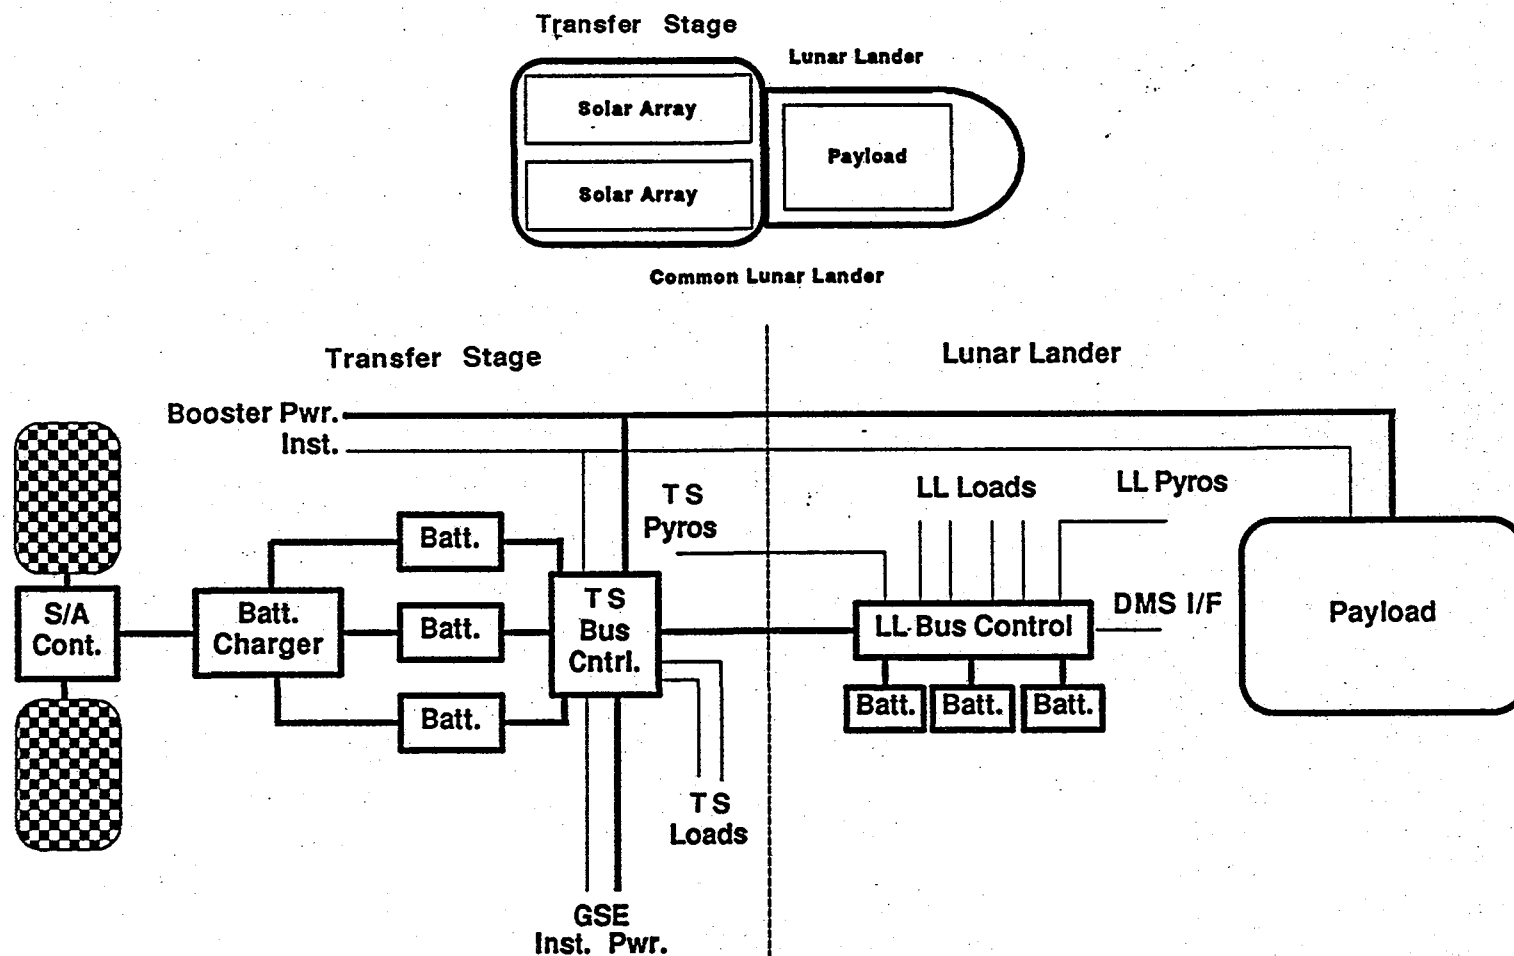 Transfer Stage
Lunar Lander
Solar Array
Payload
Solar Array
Common Lunar Lander
Transfer Stage
Lunar Lander
Booster Pwr.
Inst.
TS
Pyros
LL Loads
LL Pyros
Batt.
S/A
Cont.
Batt.
Charger
Batt.
TS
Bus
Cntrl.
LL Bus Control
DMS I/F
Payload
Batt.
Batt.
Batt.
Batt.
TS
Loads
GSE
Inst. Pwr.